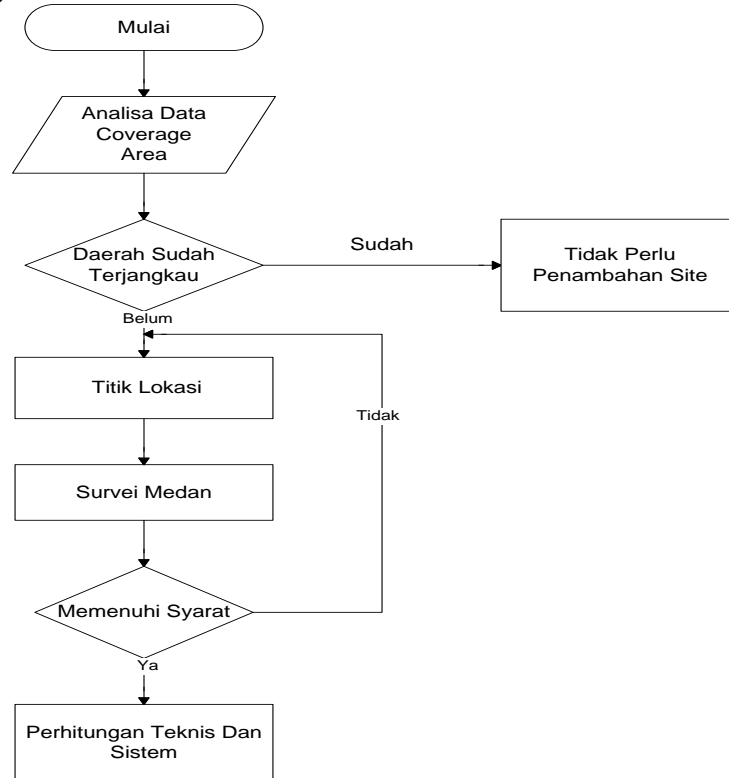 Mulai
Analisa Data
Coverage
Area
Daerah Sudah
Terjangkau
Sudah
Tidak Perlu
Penambahan Site
Belum
Titik Lokasi
Tidak
Survei Medan
Memenuhi Syarat
Ya
Perhitungan Teknis Dan
Sistem